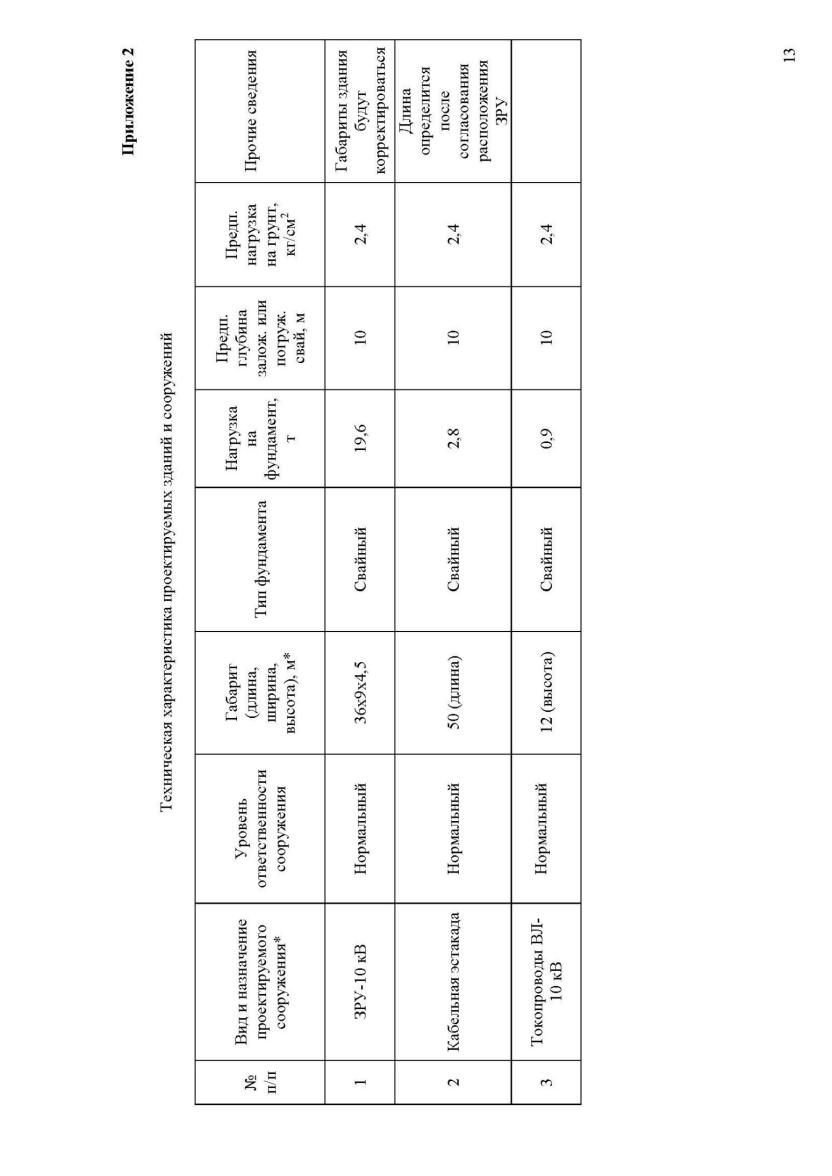 Приложение 2
Техническая характеристика проектируемых зданий и сооружений
№
п/п
Вид и назначение
проектируемого
сооружения*
Уровень
ответственности
сооружения
Габарит
(длина,
ширина,
высота), м*
Тип фундамента
Нагрузка
на
фундамент,
т
Предп.
глубина
залож. или
погруж.
свай, м
Предп.
нагрузка
на грунт,
кг/см²
Прочие сведения
1
ЗРУ-10 кВ
Нормальный
36х9х4,5
Свайный
19,6
10
2,4
Габариты здания
будут
корректироваться
2
Кабельная эстакада
Нормальный
50 (длина)
Свайный
2,8
10
2,4
Длина
определится
после
согласования
расположения
ЗРУ
3
Токопроводы ВЛ-
10 кВ
Нормальный
12 (высота)
Свайный
0,9
10
2,4
13